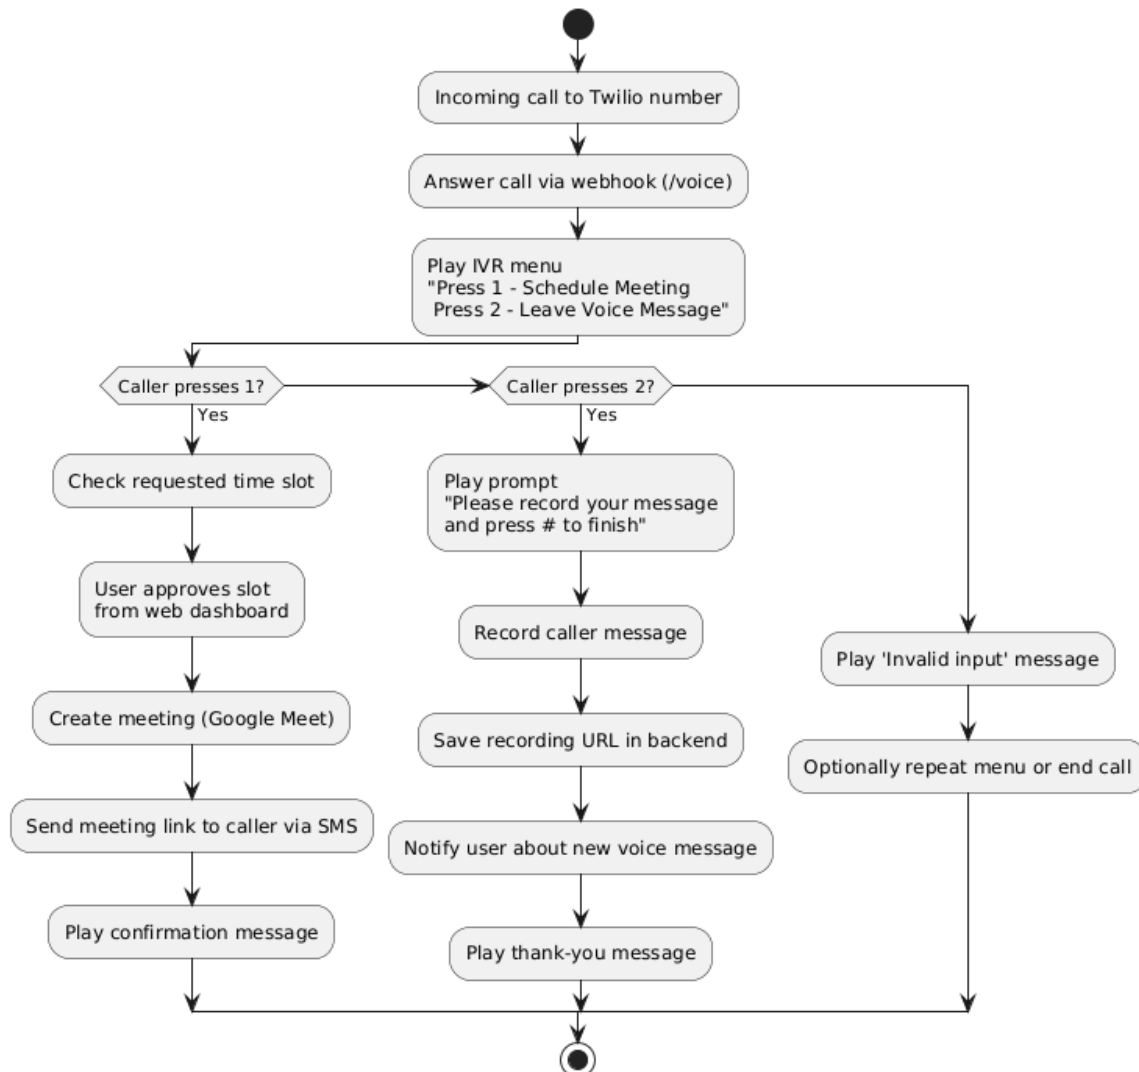 Incoming call to Twilio number
Answer call via webhook (/voice)
Play IVR menu
"Press 1 - Schedule Meeting
Press 2 - Leave Voice Message"
Caller presses 1?
Yes
Check requested time slot
User approves slot
from web dashboard
Create meeting (Google Meet)
Send meeting link to caller via SMS
Play confirmation message
Caller presses 2?
Yes
Play prompt
"Please record your message
and press # to finish"
Record caller message
Save recording URL in backend
Notify user about new voice message
Play thank-you message
Play 'Invalid input' message
Optionally repeat menu or end call